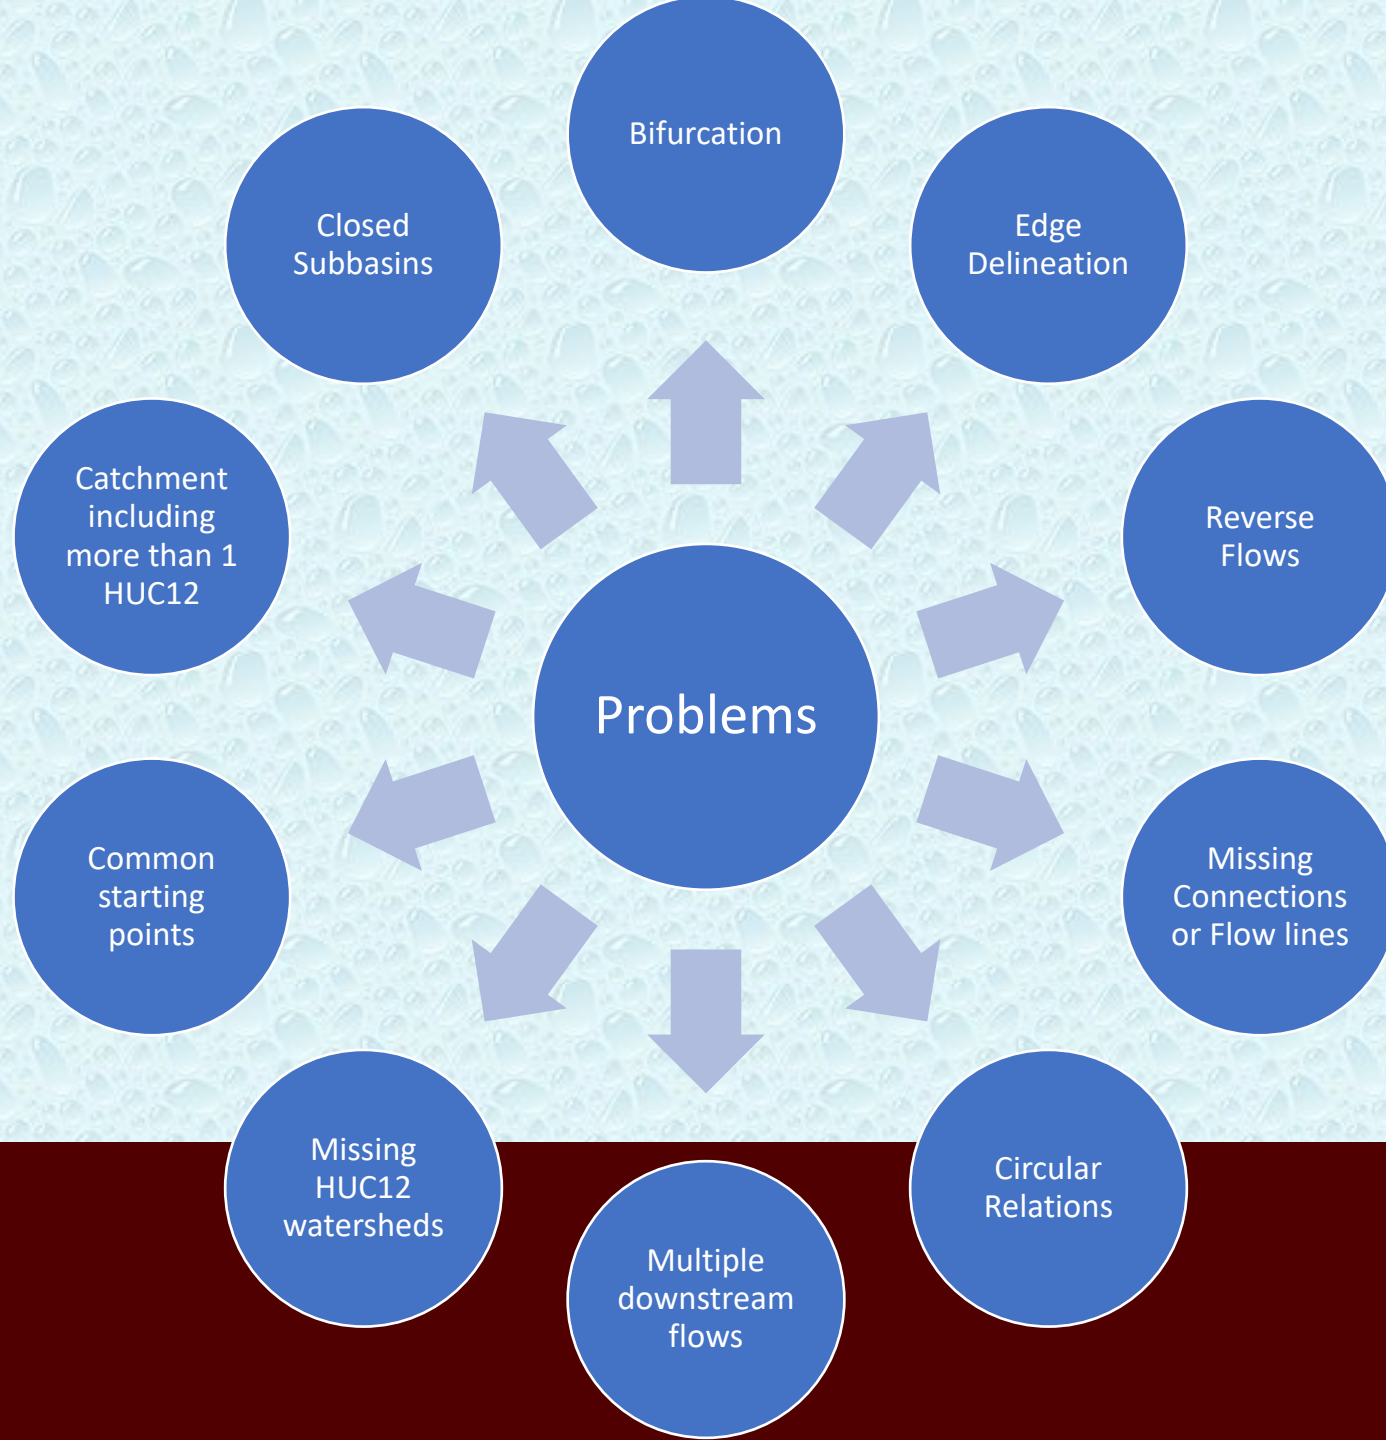 Bifurcation
Edge
Delineation
Reverse
Flows
Missing
Connections
or Flow lines
Circular
Relations
Multiple
downstream
flows
Missing
HUC12
watersheds
Common
starting
points
Catchment
including
more than 1
HUC12
Closed
Subbasins
Problems